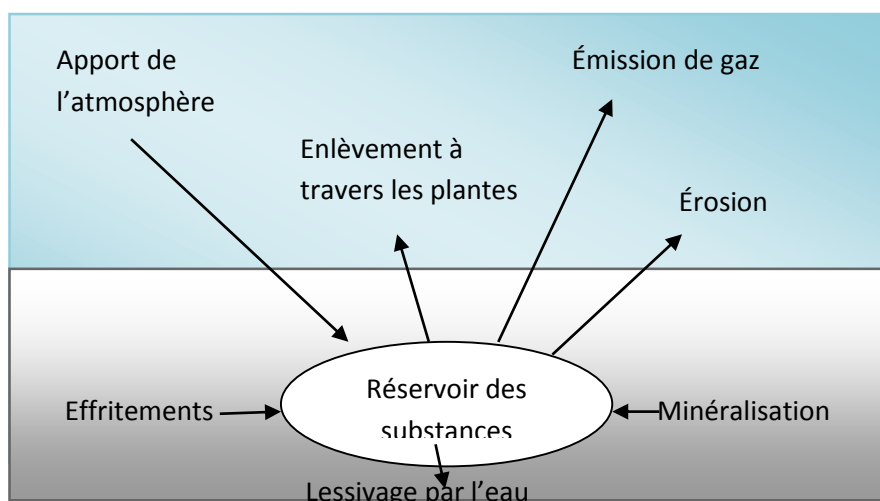 Apport de
l’atmosphère
Émission de gaz
Enlèvement à
travers les plantes
Érosion
Effritements
Réservoir des
substances
Minéralisation
Lessivage par l’eau